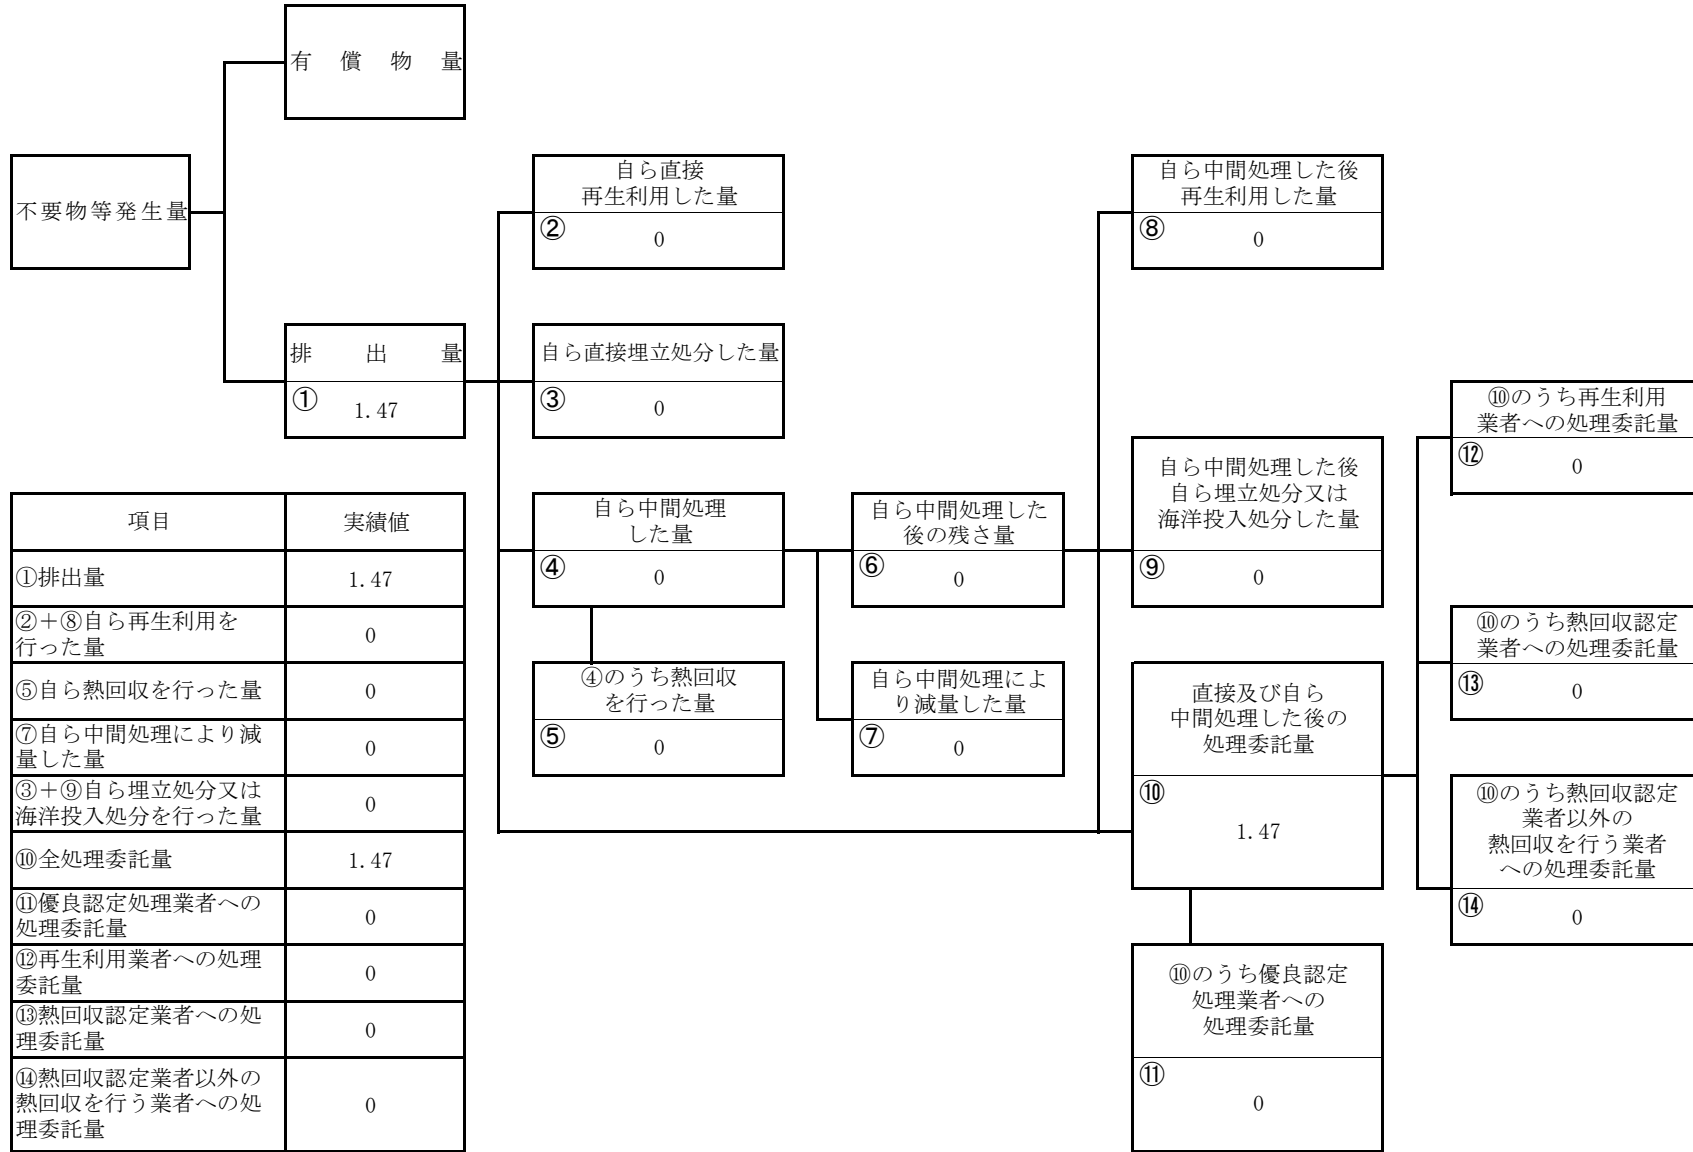 有償物量
不要物等発生量
自ら直接
再生利用した量
②
0
自ら中間処理した後
再生利用した量
⑧
0
排出量
①
1.47
自ら直接埋立処分した量
③
0
⑩のうち再生利用
業者への処理委託量
⑫
0
自ら中間処理
した量
④
0
自ら中間処理した
後の残さ量
⑥
0
自ら中間処理した後
自ら埋立処分又は
海洋投入処分した量
⑨
0
⑩のうち熱回収認定
業者への処理委託量
⑬
0
④のうち熱回収
を行った量
⑤
0
自ら中間処理によ
り減量した量
⑦
0
直接及び自ら
中間処理した後の
処理委託量
⑩
1.47
⑩のうち熱回収認定
業者以外の
熱回収を行う業者
への処理委託量
⑭
0
⑩のうち優良認定
処理業者への
処理委託量
⑪
0
項目 実績値
①排出量 1.47
②＋⑧自ら再生利用を
行った量
0
⑤自ら熱回収を行った量 0
⑦自ら中間処理により減
量した量
0
③＋⑨自ら埋立処分又は
海洋投入処分を行った量
0
⑩全処理委託量 1.47
⑪優良認定処理業者への
処理委託量
0
⑫再生利用業者への処理
委託量
0
⑬熱回収認定業者への処
理委託量
0
⑭熱回収認定業者以外の
熱回収を行う業者への処
理委託量
0